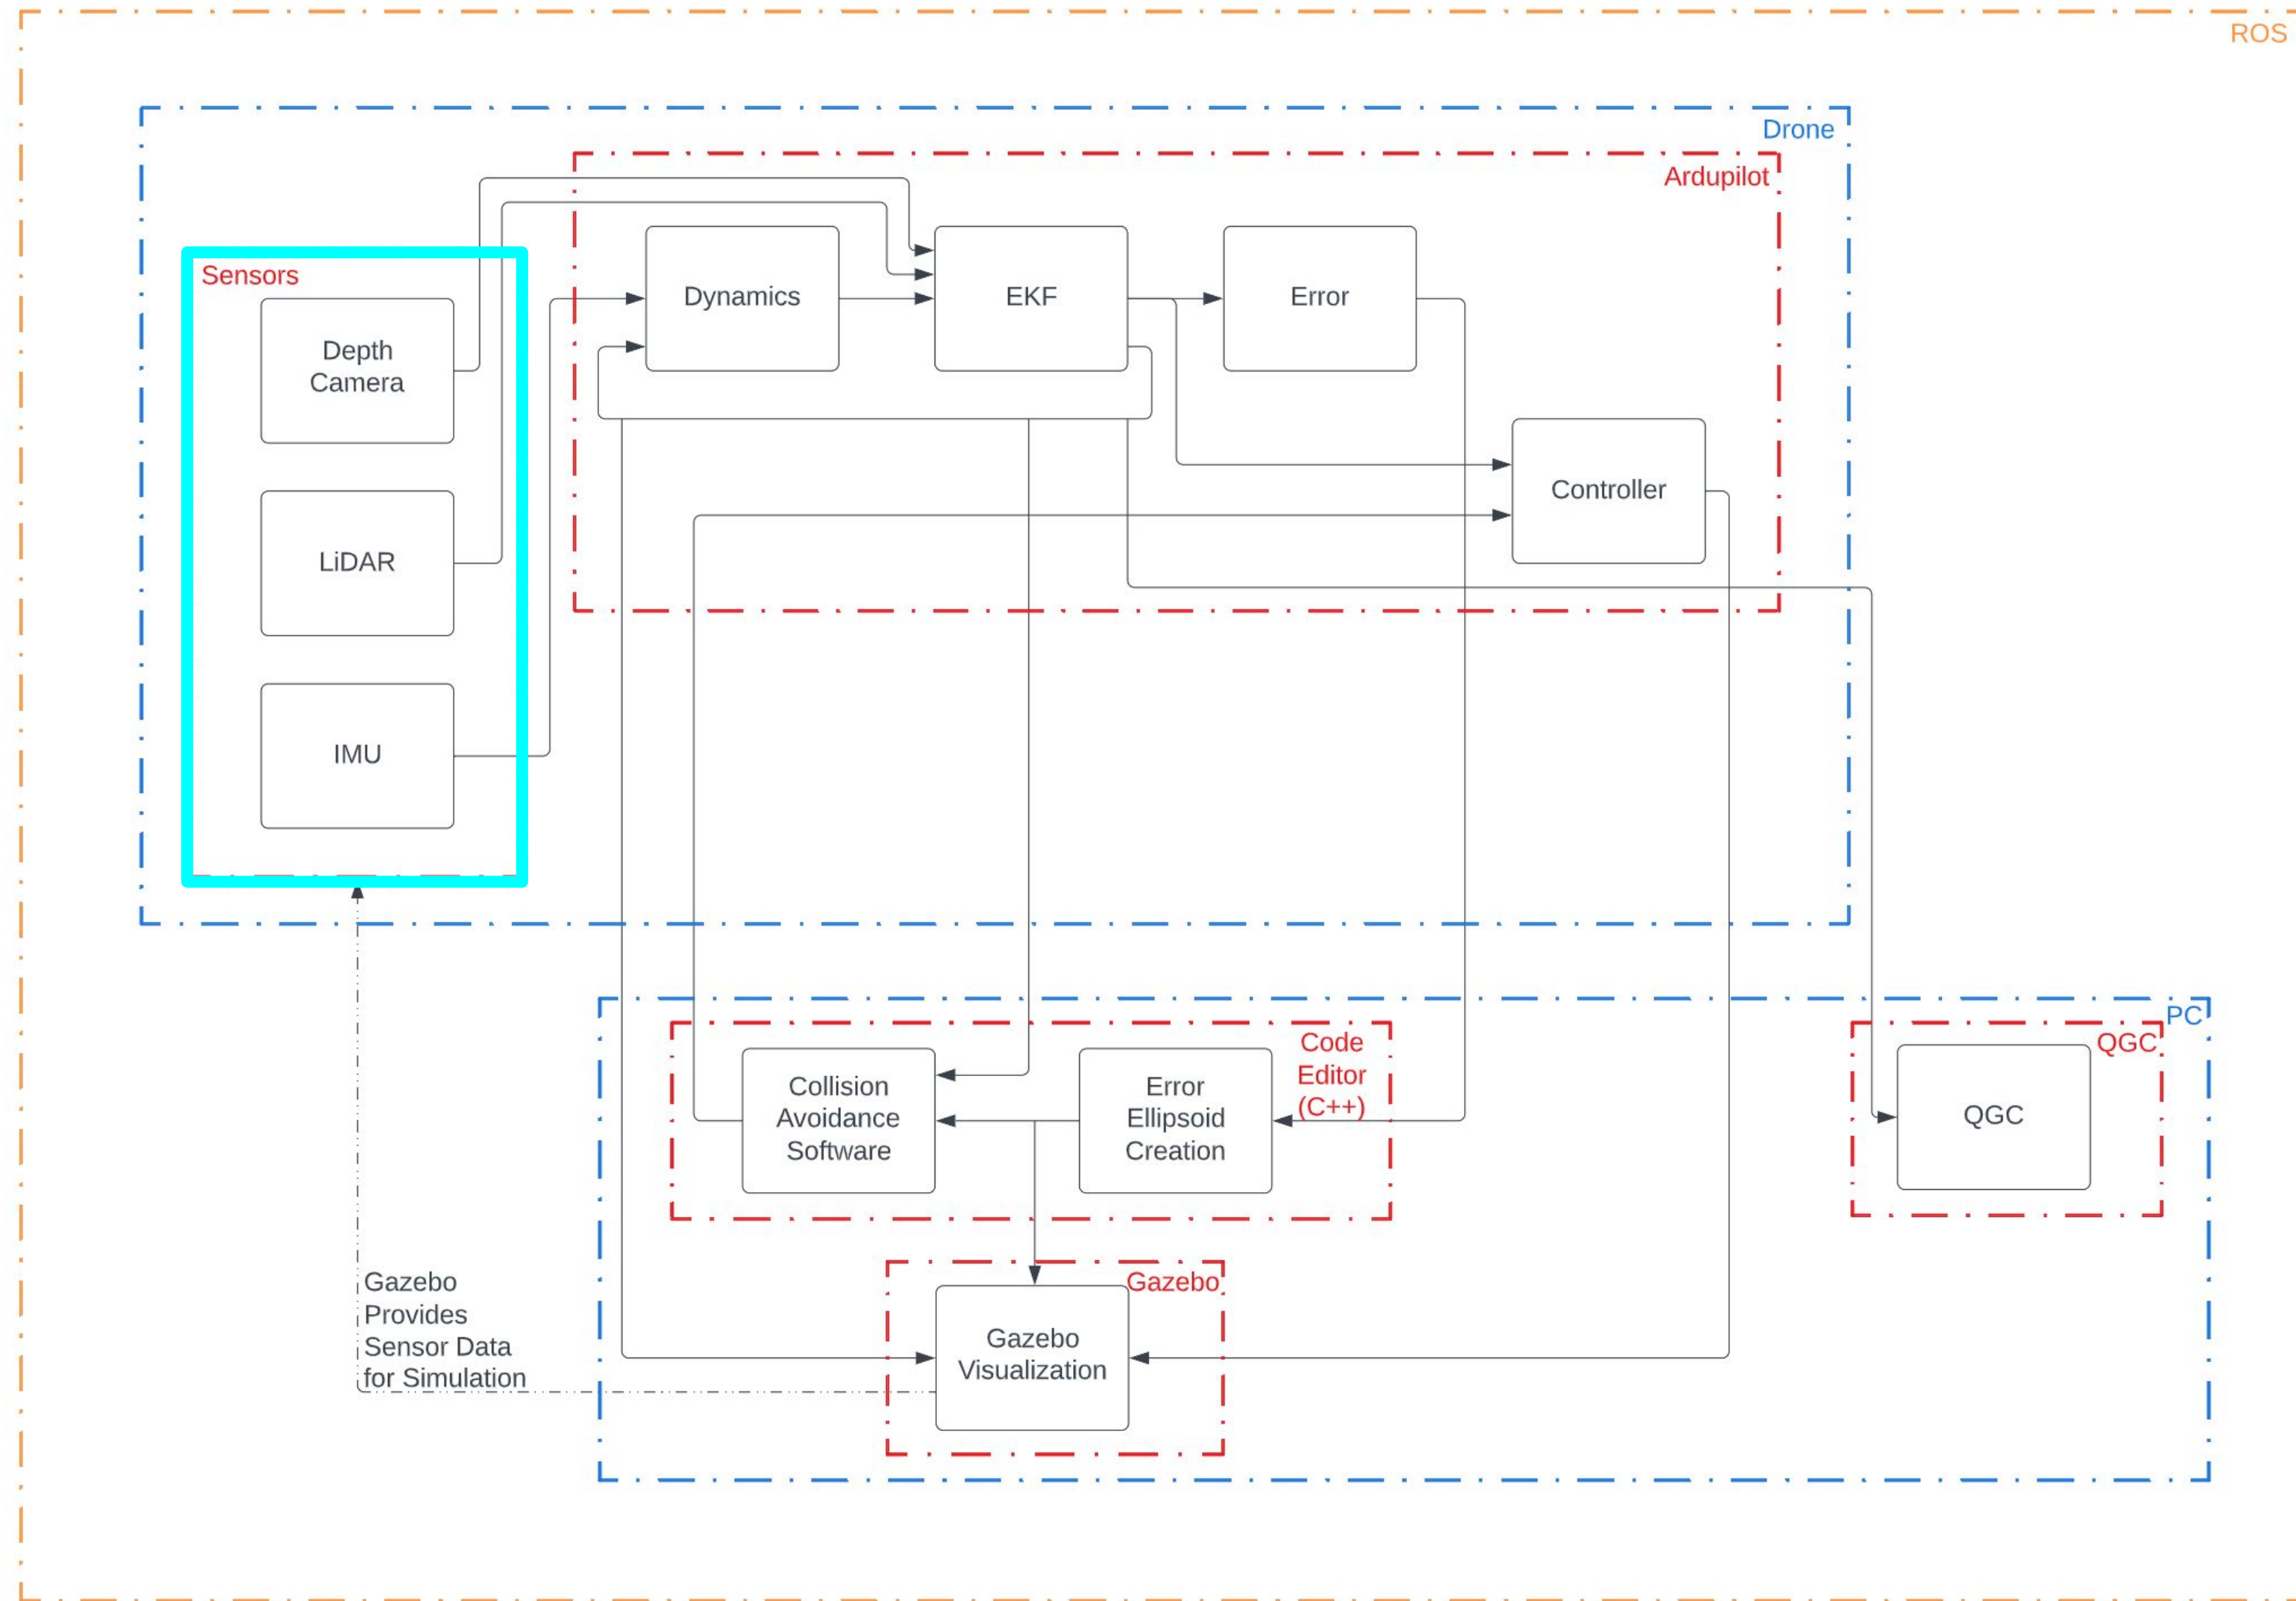 ROS
Drone
Ardupilot
Sensors
Dynamics
EKF
Error
Depth
Camera
Controller
LiDAR
IMU
PC
Code
Editor
(C++)
QGC
Collision
Avoidance
Software
Error
Ellipsoid
Creation
QGC
Gazebo
Gazebo
Provides
Sensor Data
for Simulation
Gazebo
Visualization